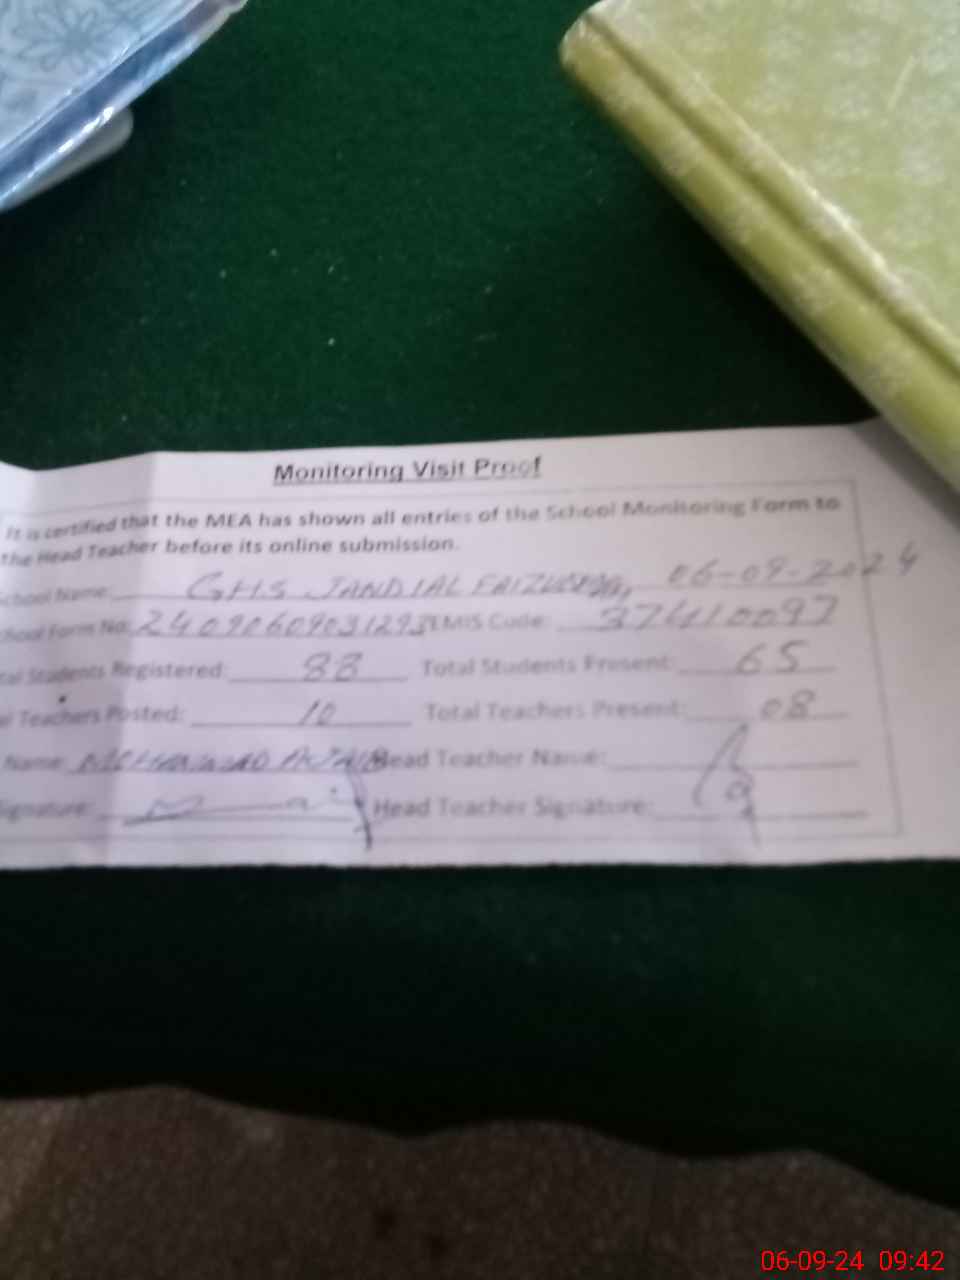 Monitoring Visit Proof
It is certified that the MEA has shown all entries of the School Monitoring Form to
the Head Teacher before its online submission.
School Name: GHS JANDIAL 06-09-2024
School Form No: EMIS Code: 37410097
Total Students Registered: 88 Total Students Present: 65
Total Teachers Posted: 10 Total Teachers Present: 08
Name: Head Teacher Name:
Signature: Head Teacher Signature:
06-09-24 09:42